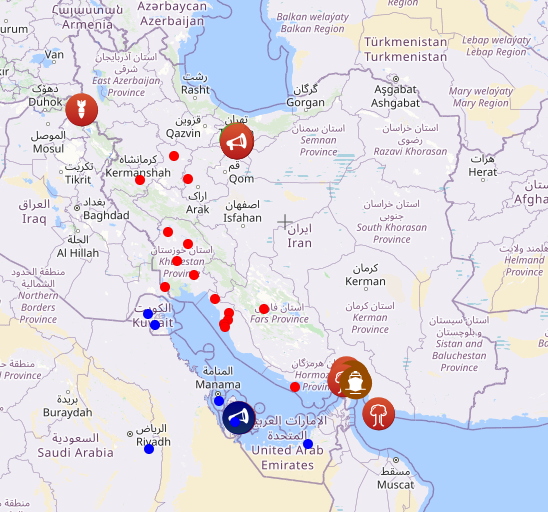 Հայաստան
Armenia
Azərbaycan
Azerbaijan
Balkan welaýaty
Balkan Region
Türkmenistan
Turkmenistan
Lebap welaýaty
Lebap Region
Van
استان آذربایجان
شرقی
East Azerbaijan
Province
رشت
Rasht
گرگان
Gorgan
Aşgabat
Ashgabat
Mary welaýaty
Mary Region
دهۆک
Duhok
قزوین
Qazvin
تهران
استان سمنان
Semnan
Province
استان خراسان
رضوی
Razavi Khorasan
الموصل
Mosul
تكريت
Tikrit
کرمانشاه
Kermanshah
قم
Qom
هرات
Herat
العراق
Iraq
بغداد
Baghdad
اراک
Arak
اصفهان
Isfahan
ایران
Iran
استان خراسان
جنوبی
South Khorasan
Province
الحلة
Al Hillah
استان خوزستان
Khuzestan
Province
منطقة الحدود
الشمالية
Northern
Borders
Province
کرمان
Kerman
الكويت
Kuwait
استان فارس
Fars Province
استان کرمان
Kerman
Province
استان سیستان
و بلوچستان
Sistan and
Baluchestan
Province
Helmand
Province
المنامة
Manama
هرمزگان
بريدة
Buraydah
الرياض
Riyadh
السعودية
Saudi Arabia
الإمارات العربية
المتحدة
United Arab
Emirates
مسقط
Muscat